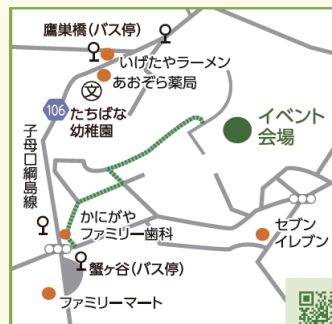 鷹巣橋(バス停)
いげたやラーメン
あおぞら薬局
文
たちばな
幼稚園
106
子母口綱島線
イベント
会場
かにがや
ファミリー歯科
セブン
イレブン
蟹ヶ谷(バス停)
ファミリーマート